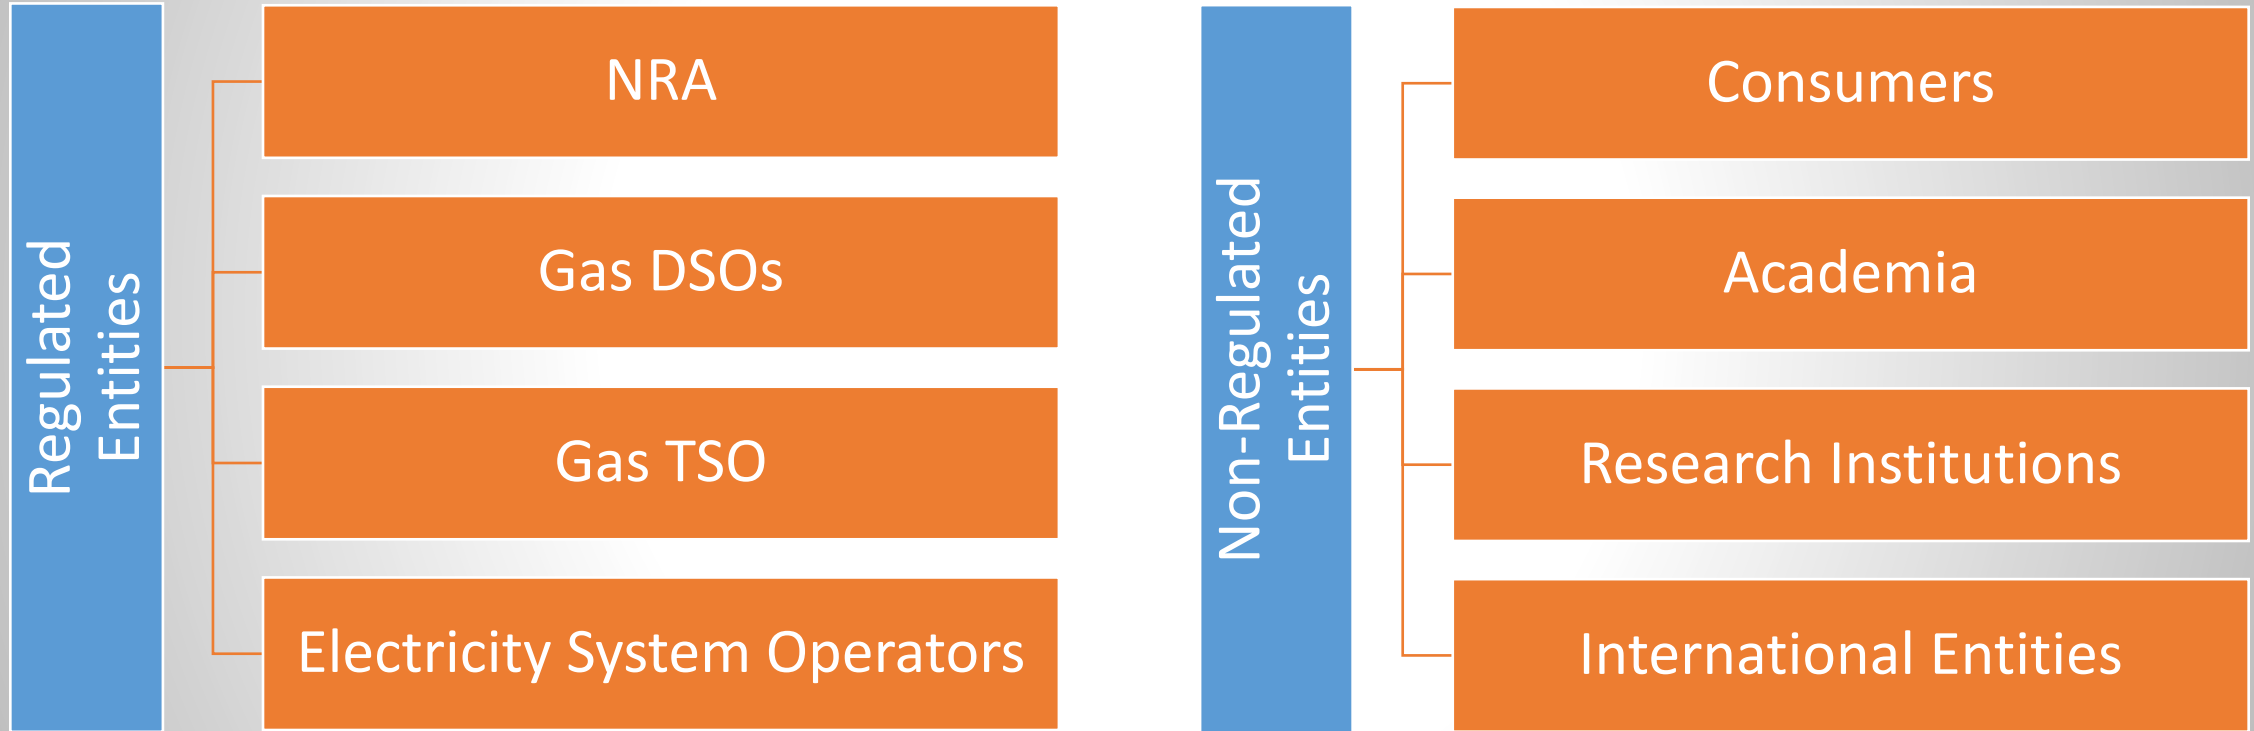 Regulated
Entities
NRA
Gas DSOs
Gas TSO
Electricity System Operators
Non-Regulated
Entities
Consumers
Academia
Research Institutions
International Entities